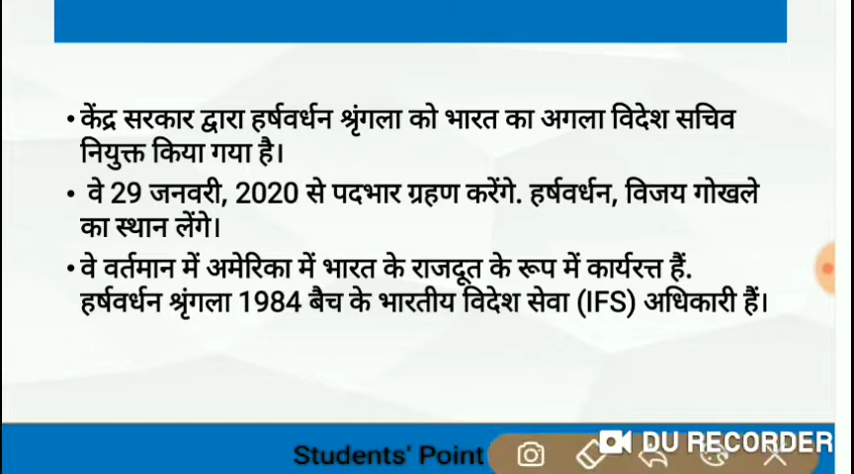 • केंद्र सरकार द्वारा हर्षवर्धन श्रृंगला को भारत का अगला विदेश सचिव
नियुक्त किया गया है।
• वे 29 जनवरी, 2020 से पदभार ग्रहण करेंगे. हर्षवर्धन, विजय गोखले
का स्थान लेंगे।
• वे वर्तमान में अमेरिका में भारत के राजदूत के रूप में कार्यरत्त हैं.
हर्षवर्धन श्रृंगला 1984 बैच के भारतीय विदेश सेवा (IFS) अधिकारी हैं।
Students' Point
DU RECORDER